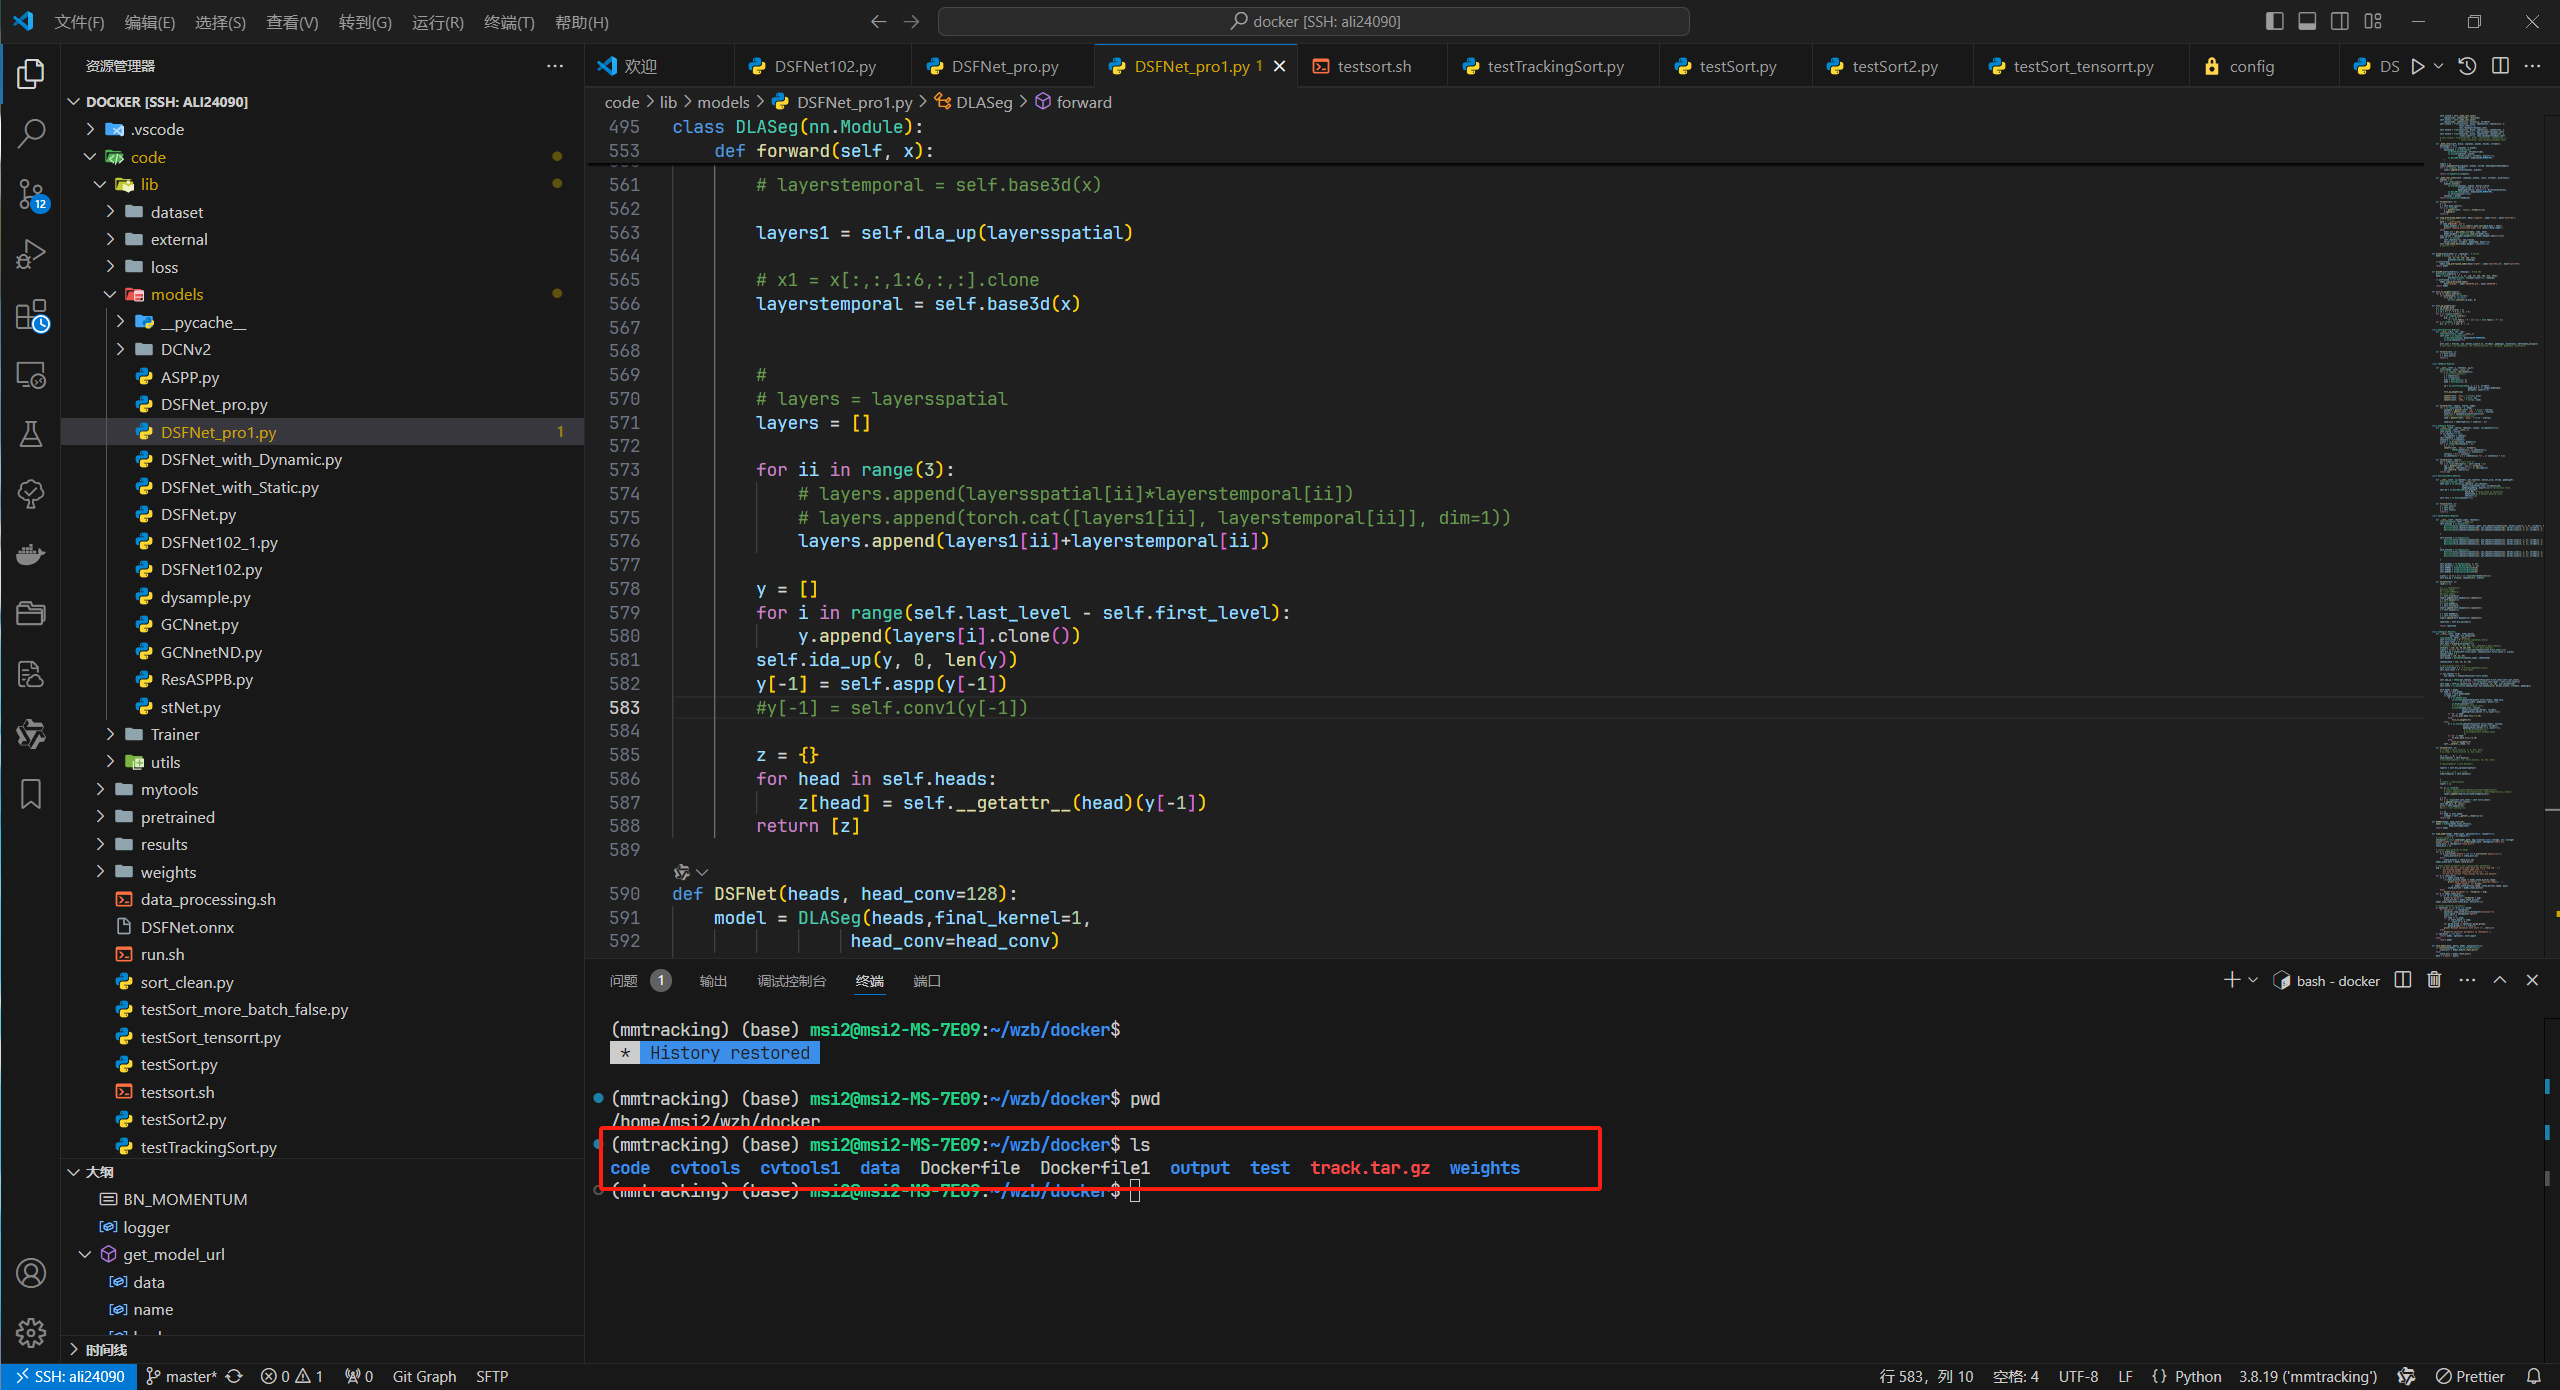 文件(F) 编辑(E) 选择(S) 查看(V) 转到(G) 运行(R) 终端(T) 帮助(H)
docker [SSH: ali24090]
资源管理器
DOCKER [SSH: ALI24090]
.vscode
code
lib
dataset
external
loss
models
__pycache__
DCNv2
ASPP.py
DSFNet_pro.py
DSFNet_pro1.py 1
DSFNet_with_Dynamic.py
DSFNet_with_Static.py
DSFNet.py
DSFNet102_1.py
DSFNet102.py
dysample.py
GCNnet.py
GCNnetND.py
ResASPPB.py
stNet.py
Trainer
utils
mytools
pretrained
results
weights
data_processing.sh
DSFNet.onnx
run.sh
sort_clean.py
testSort_more_batch_false.py
testSort_tensorrt.py
testSort.py
testsort.sh
testSort2.py
testTrackingSort.py
大纲
BN_MOMENTUM
logger
get_model_url
data
name
时间线
12
欢迎 DSFNet102.py DSFNet_pro.py DSFNet_pro1.py 1 testsort.sh testTrackingSort.py testSort.py testSort2.py testSort_tensorrt.py config DS
code > lib > models > DSFNet_pro1.py > DLASeg > forward
495 class DLASeg(nn.Module):
553 def forward(self, x):
561 # layerstemporal = self.base3d(x)
562
563 layers1 = self.dla_up(layersspatial)
564
565 # x1 = x[:,:,1:6,:,:].clone
566 layerstemporal = self.base3d(x)
567
568
569 #
570 # layers = layersspatial
571 layers = []
572
573 for ii in range(3):
574 # layers.append(layersspatial[ii]*layerstemporal[ii])
575 # layers.append(torch.cat([layers1[ii], layerstemporal[ii]], dim=1))
576 layers.append(layers1[ii]+layerstemporal[ii])
577
578 y = []
579 for i in range(self.last_level - self.first_level):
580 y.append(layers[i].clone())
581 self.ida_up(y, 0, len(y))
582 y[-1] = self.aspp(y[-1])
583 #y[-1] = self.conv1(y[-1])
584
585 z = {}
586 for head in self.heads:
587 z[head] = self.__getattr__(head)(y[-1])
588 return [z]
589
590 def DSFNet(heads, head_conv=128):
591 model = DLASeg(heads,final_kernel=1,
592 head_conv=head_conv)
问题 1 输出 调试控制台 终端 端口
bash - docker
(mmtracking) (base) msi2@msi2-MS-7E09:~/wzb/docker$
* History restored
(mmtracking) (base) msi2@msi2-MS-7E09:~/wzb/docker$ pwd
/home/msi2/wzb/docker
(mmtracking) (base) msi2@msi2-MS-7E09:~/wzb/docker$ ls
code cvtools cvtools1 data Dockerfile Dockerfile1 output test track.tar.gz weights
(mmtracking) (base) msi2@msi2-MS-7E09:~/wzb/docker$
SSH: ali24090 master* 0 1 0 Git Graph SFTP
行 583，列 10 空格: 4 UTF-8 LF {} Python 3.8.19 ('mmtracking') Prettier